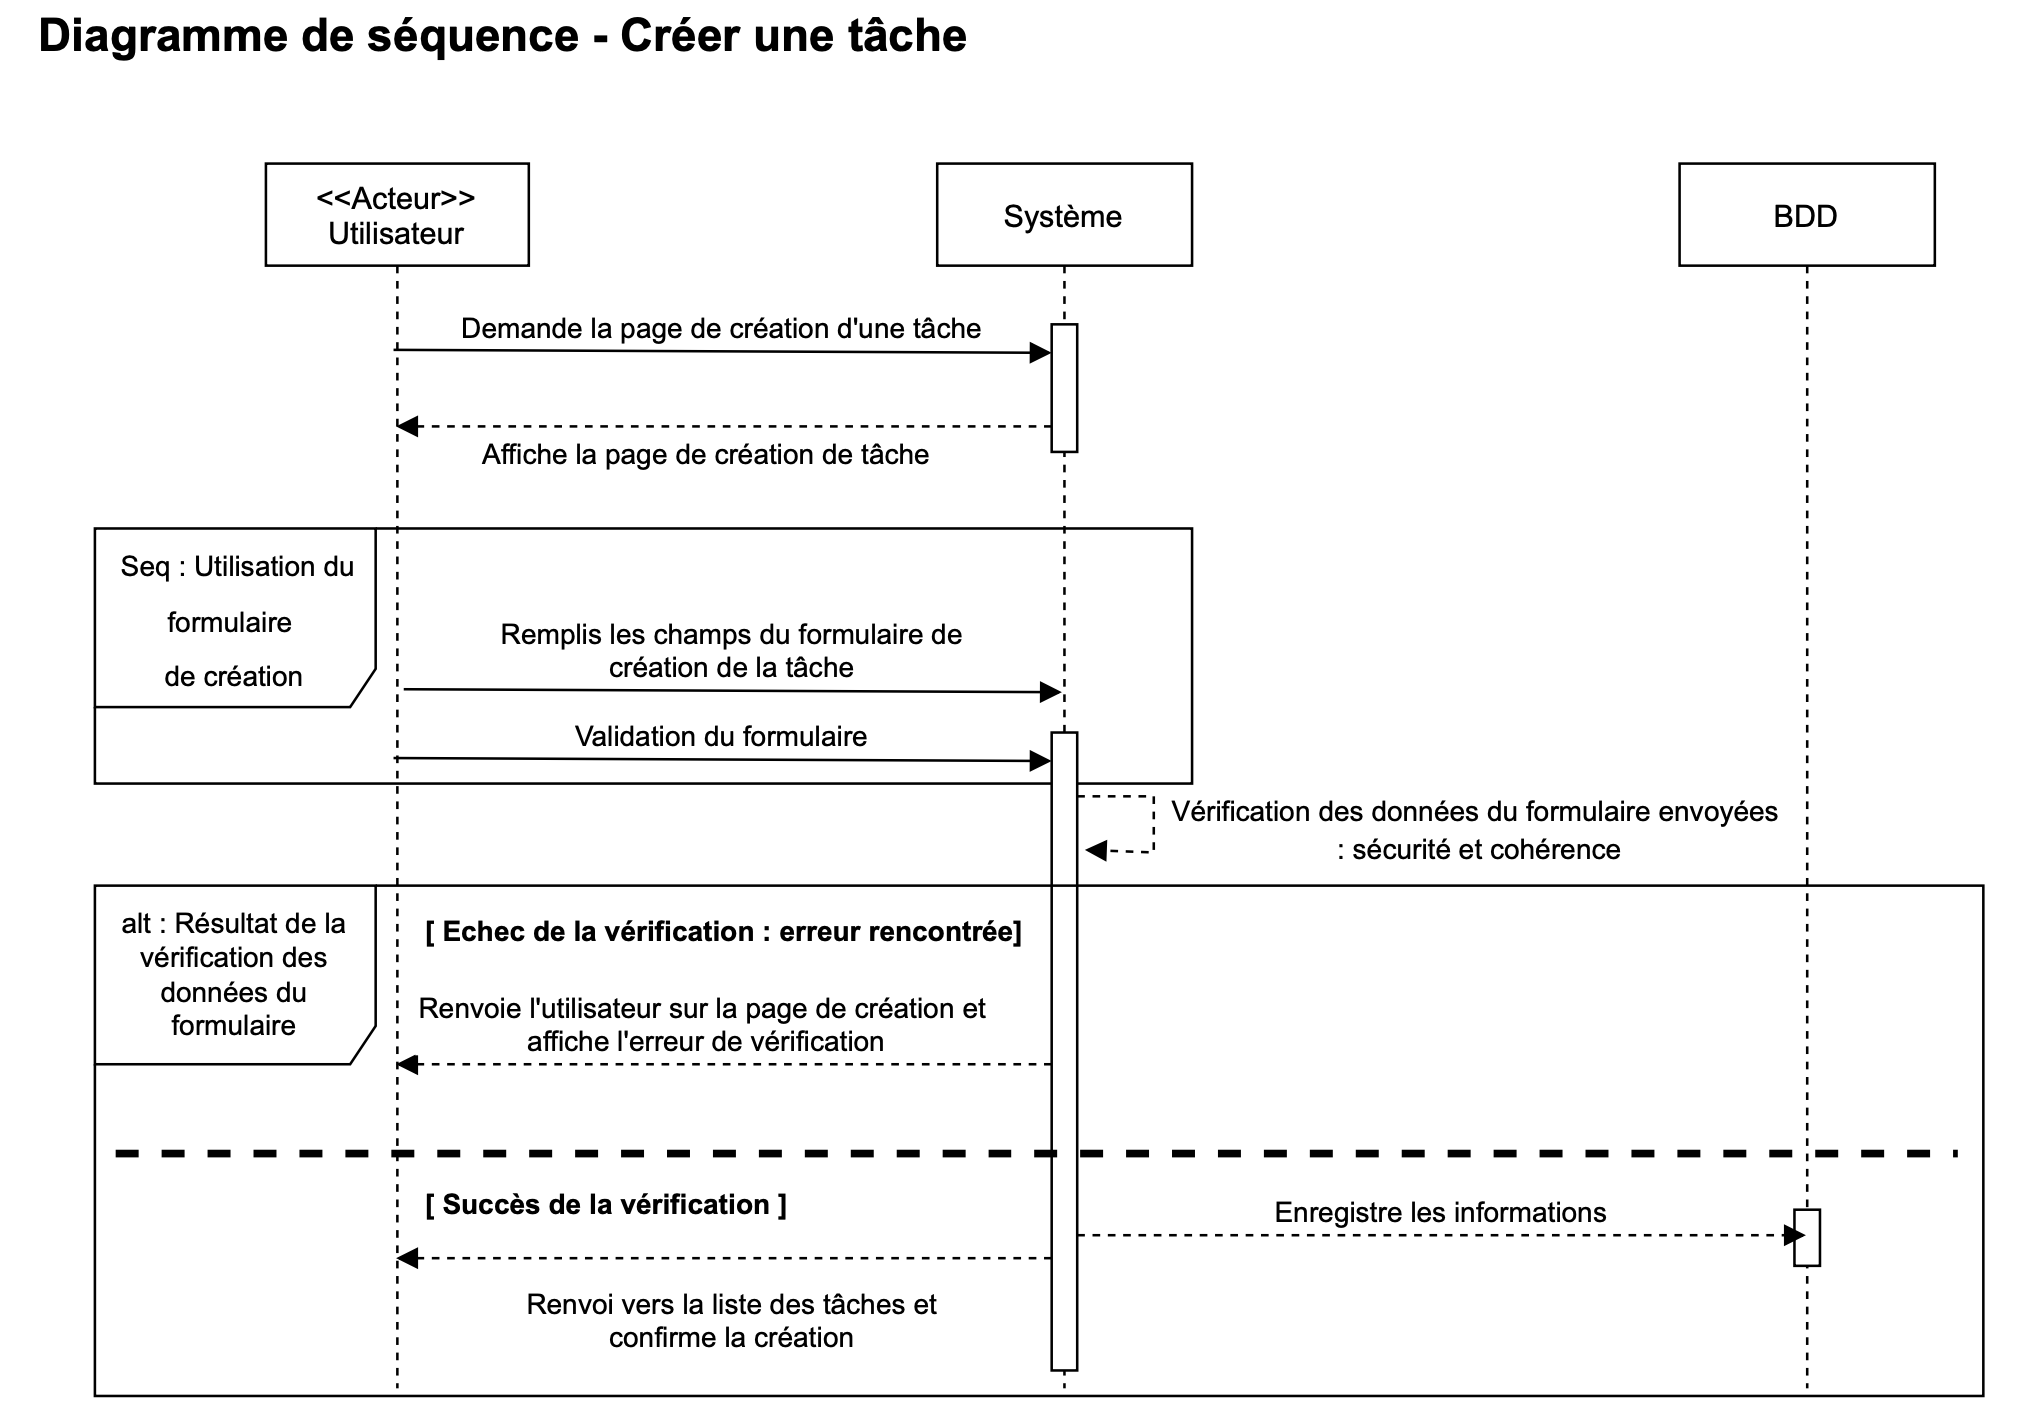 Diagramme de séquence - Créer une tâche
<<Acteur>>
Utilisateur
Système
BDD
Demande la page de création d'une tâche
Affiche la page de création de tâche
Seq : Utilisation du
formulaire
de création
Remplis les champs du formulaire de
création de la tâche
Validation du formulaire
Vérification des données du formulaire envoyées
: sécurité et cohérence
alt : Résultat de la
vérification des
données du
formulaire
[ Echec de la vérification : erreur rencontrée]
Renvoie l'utilisateur sur la page de création et
affiche l'erreur de vérification
[ Succès de la vérification ]
Enregistre les informations
Renvoi vers la liste des tâches et
confirme la création